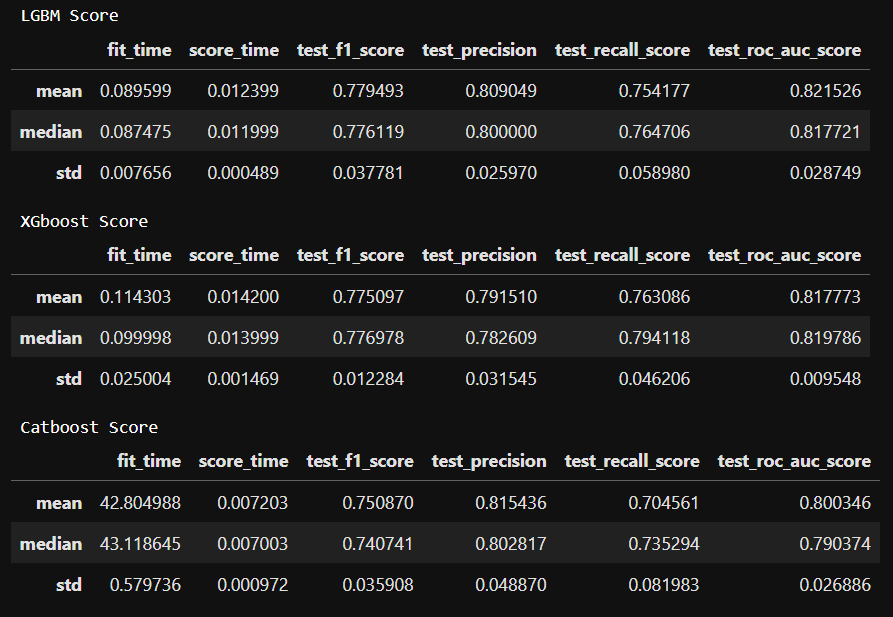 LGBM Score
fit_time score_time test_f1_score test_precision test_recall_score test_roc_auc_score
mean 0.089599 0.012399 0.779493 0.809049 0.754177 0.821526
median 0.087475 0.011999 0.776119 0.800000 0.764706 0.817721
std 0.007656 0.000489 0.037781 0.025970 0.058980 0.028749
XGboost Score
fit_time score_time test_f1_score test_precision test_recall_score test_roc_auc_score
mean 0.114303 0.014200 0.775097 0.791510 0.763086 0.817773
median 0.099998 0.013999 0.776978 0.782609 0.794118 0.819786
std 0.025004 0.001469 0.012284 0.031545 0.046206 0.009548
Catboost Score
fit_time score_time test_f1_score test_precision test_recall_score test_roc_auc_score
mean 42.804988 0.007203 0.750870 0.815436 0.704561 0.800346
median 43.118645 0.007003 0.740741 0.802817 0.735294 0.790374
std 0.579736 0.000972 0.035908 0.048870 0.081983 0.026886